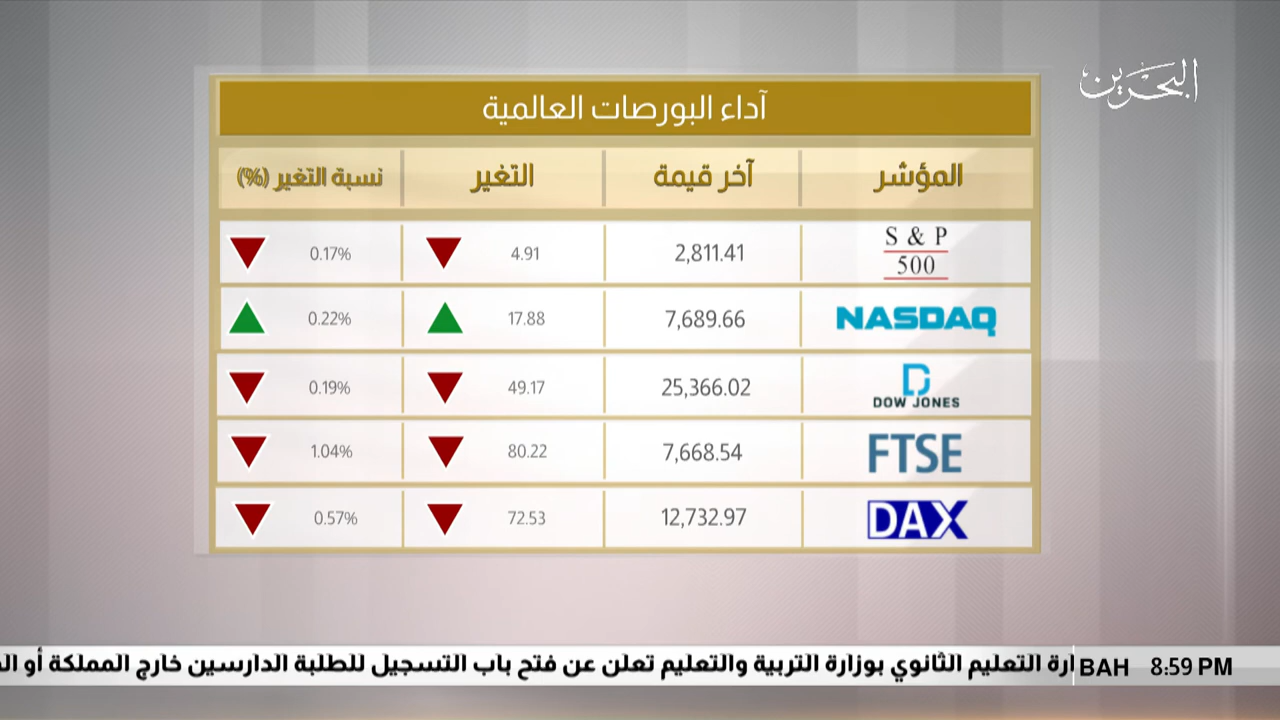 البحرين
آداء البورصات العالمية
المؤشر آخر قيمة التغير نسبة التغير (%)
S & P
500 2,811.41 4.91 0.17%
NASDAQ 7,689.66 17.88 0.22%
DOW JONES 25,366.02 49.17 0.19%
FTSE 7,668.54 80.22 1.04%
DAX 12,732.97 72.53 0.57%
التعليم الثانوي بوزارة التربية والتعليم تعلن عن فتح باب التسجيل للطلبة الدارسين خارج المملكة أو
BAH 8:59 PM